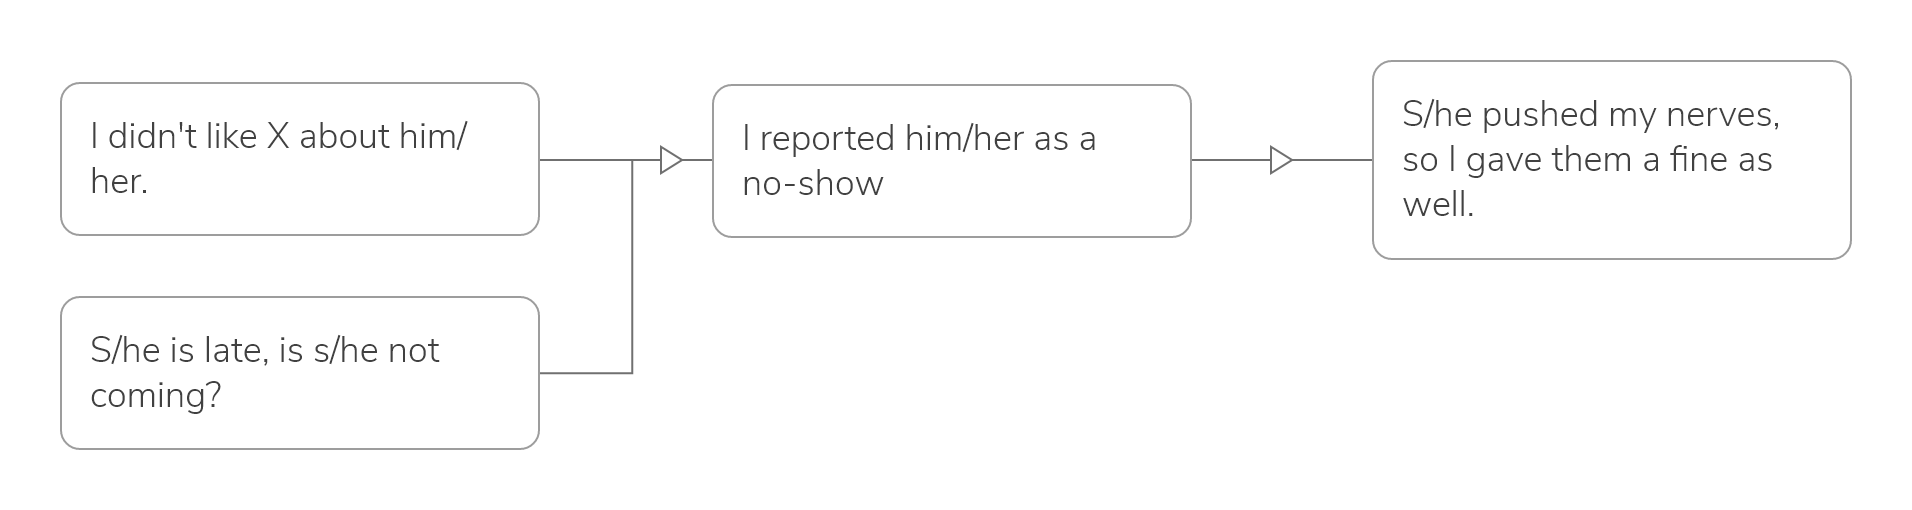 I didn't like X about him/
her.
S/he is late, is s/he not
coming?
I reported him/her as a
no-show
S/he pushed my nerves,
so I gave them a fine as
well.